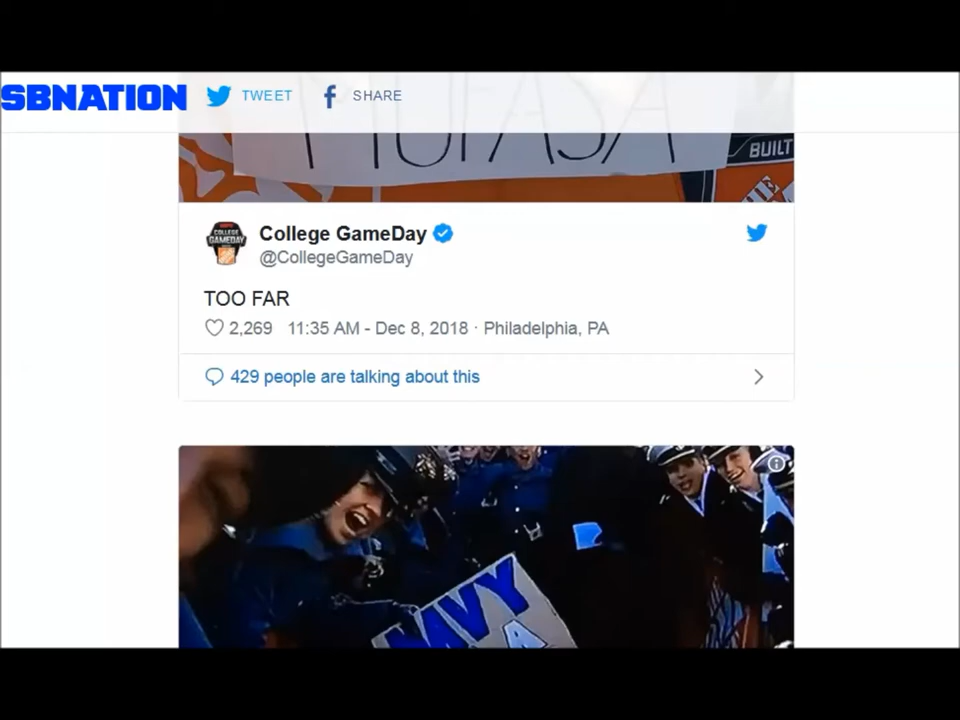 SBNATION TWEET SHARE
MUFASA
BUILT
College GameDay
@CollegeGameDay
TOO FAR
2,269 11:35 AM - Dec 8, 2018 · Philadelphia, PA
429 people are talking about this